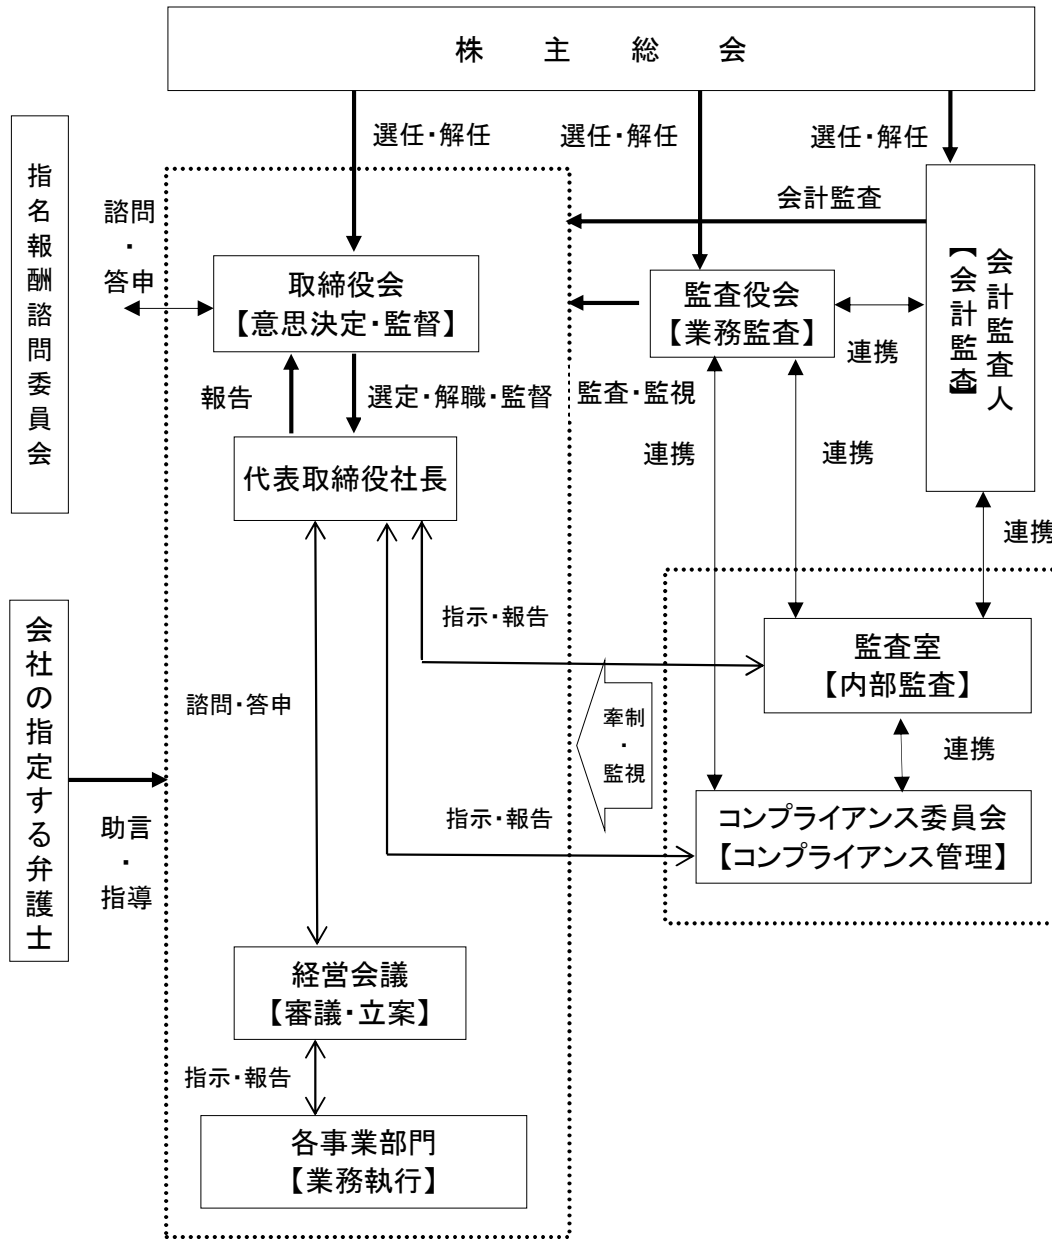 株主総会
選任・解任
選任・解任
選任・解任
指名報酬諮問委員会
諮問
・
答申
会計監査
会計監査人
【会計監査】
取締役会
【意思決定・監督】
監査役会
【業務監査】
連携
報告
選定・解職・監督
監査・監視
連携
連携
代表取締役社長
連携
会社の指定する弁護士
指示・報告
監査室
【内部監査】
諮問・答申
牽制
・
監視
連携
指示・報告
コンプライアンス委員会
【コンプライアンス管理】
助言
・
指導
経営会議
【審議・立案】
指示・報告
各事業部門
【業務執行】